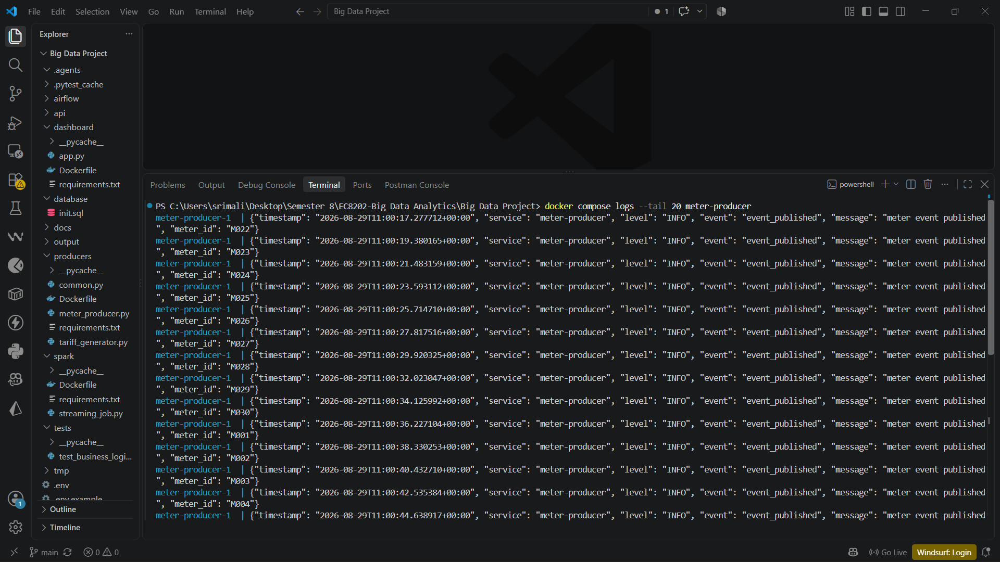 File Edit Selection View Go Run Terminal Help
Big Data Project
1
Explorer
Big Data Project
.agents
.pytest_cache
airflow
api
dashboard
__pycache__
app.py
Dockerfile
requirements.txt
database
init.sql
docs
output
producers
__pycache__
common.py
Dockerfile
meter_producer.py
requirements.txt
tariff_generator.py
spark
__pycache__
Dockerfile
requirements.txt
streaming_job.py
tests
__pycache__
test_business_logi...
tmp
.env
.env.example
Outline
Timeline
Problems Output Debug Console Terminal Ports Postman Console
powershell
PS C:\Users\srimali\Desktop\Semester 8\EC8202-Big Data Analytics\Big Data Project> docker compose logs --tail 20 meter-producer
meter-producer-1  | {"timestamp": "2026-08-29T11:00:17.277712+00:00", "service": "meter-producer", "level": "INFO", "event": "event_published", "message": "meter event published
", "meter_id": "M022"}
meter-producer-1  | {"timestamp": "2026-08-29T11:00:19.380165+00:00", "service": "meter-producer", "level": "INFO", "event": "event_published", "message": "meter event published
", "meter_id": "M023"}
meter-producer-1  | {"timestamp": "2026-08-29T11:00:21.483159+00:00", "service": "meter-producer", "level": "INFO", "event": "event_published", "message": "meter event published
", "meter_id": "M024"}
meter-producer-1  | {"timestamp": "2026-08-29T11:00:23.593112+00:00", "service": "meter-producer", "level": "INFO", "event": "event_published", "message": "meter event published
", "meter_id": "M025"}
meter-producer-1  | {"timestamp": "2026-08-29T11:00:25.714710+00:00", "service": "meter-producer", "level": "INFO", "event": "event_published", "message": "meter event published
", "meter_id": "M026"}
meter-producer-1  | {"timestamp": "2026-08-29T11:00:27.817516+00:00", "service": "meter-producer", "level": "INFO", "event": "event_published", "message": "meter event published
", "meter_id": "M027"}
meter-producer-1  | {"timestamp": "2026-08-29T11:00:29.920325+00:00", "service": "meter-producer", "level": "INFO", "event": "event_published", "message": "meter event published
", "meter_id": "M028"}
meter-producer-1  | {"timestamp": "2026-08-29T11:00:32.023047+00:00", "service": "meter-producer", "level": "INFO", "event": "event_published", "message": "meter event published
", "meter_id": "M029"}
meter-producer-1  | {"timestamp": "2026-08-29T11:00:34.125992+00:00", "service": "meter-producer", "level": "INFO", "event": "event_published", "message": "meter event published
", "meter_id": "M030"}
meter-producer-1  | {"timestamp": "2026-08-29T11:00:36.227104+00:00", "service": "meter-producer", "level": "INFO", "event": "event_published", "message": "meter event published
", "meter_id": "M001"}
meter-producer-1  | {"timestamp": "2026-08-29T11:00:38.330253+00:00", "service": "meter-producer", "level": "INFO", "event": "event_published", "message": "meter event published
", "meter_id": "M002"}
meter-producer-1  | {"timestamp": "2026-08-29T11:00:40.432710+00:00", "service": "meter-producer", "level": "INFO", "event": "event_published", "message": "meter event published
", "meter_id": "M003"}
meter-producer-1  | {"timestamp": "2026-08-29T11:00:42.535384+00:00", "service": "meter-producer", "level": "INFO", "event": "event_published", "message": "meter event published
", "meter_id": "M004"}
meter-producer-1  | {"timestamp": "2026-08-29T11:00:44.638917+00:00", "service": "meter-producer", "level": "INFO", "event": "event_published", "message": "meter event published
1
main 0 0
Go Live Windsurf: Login